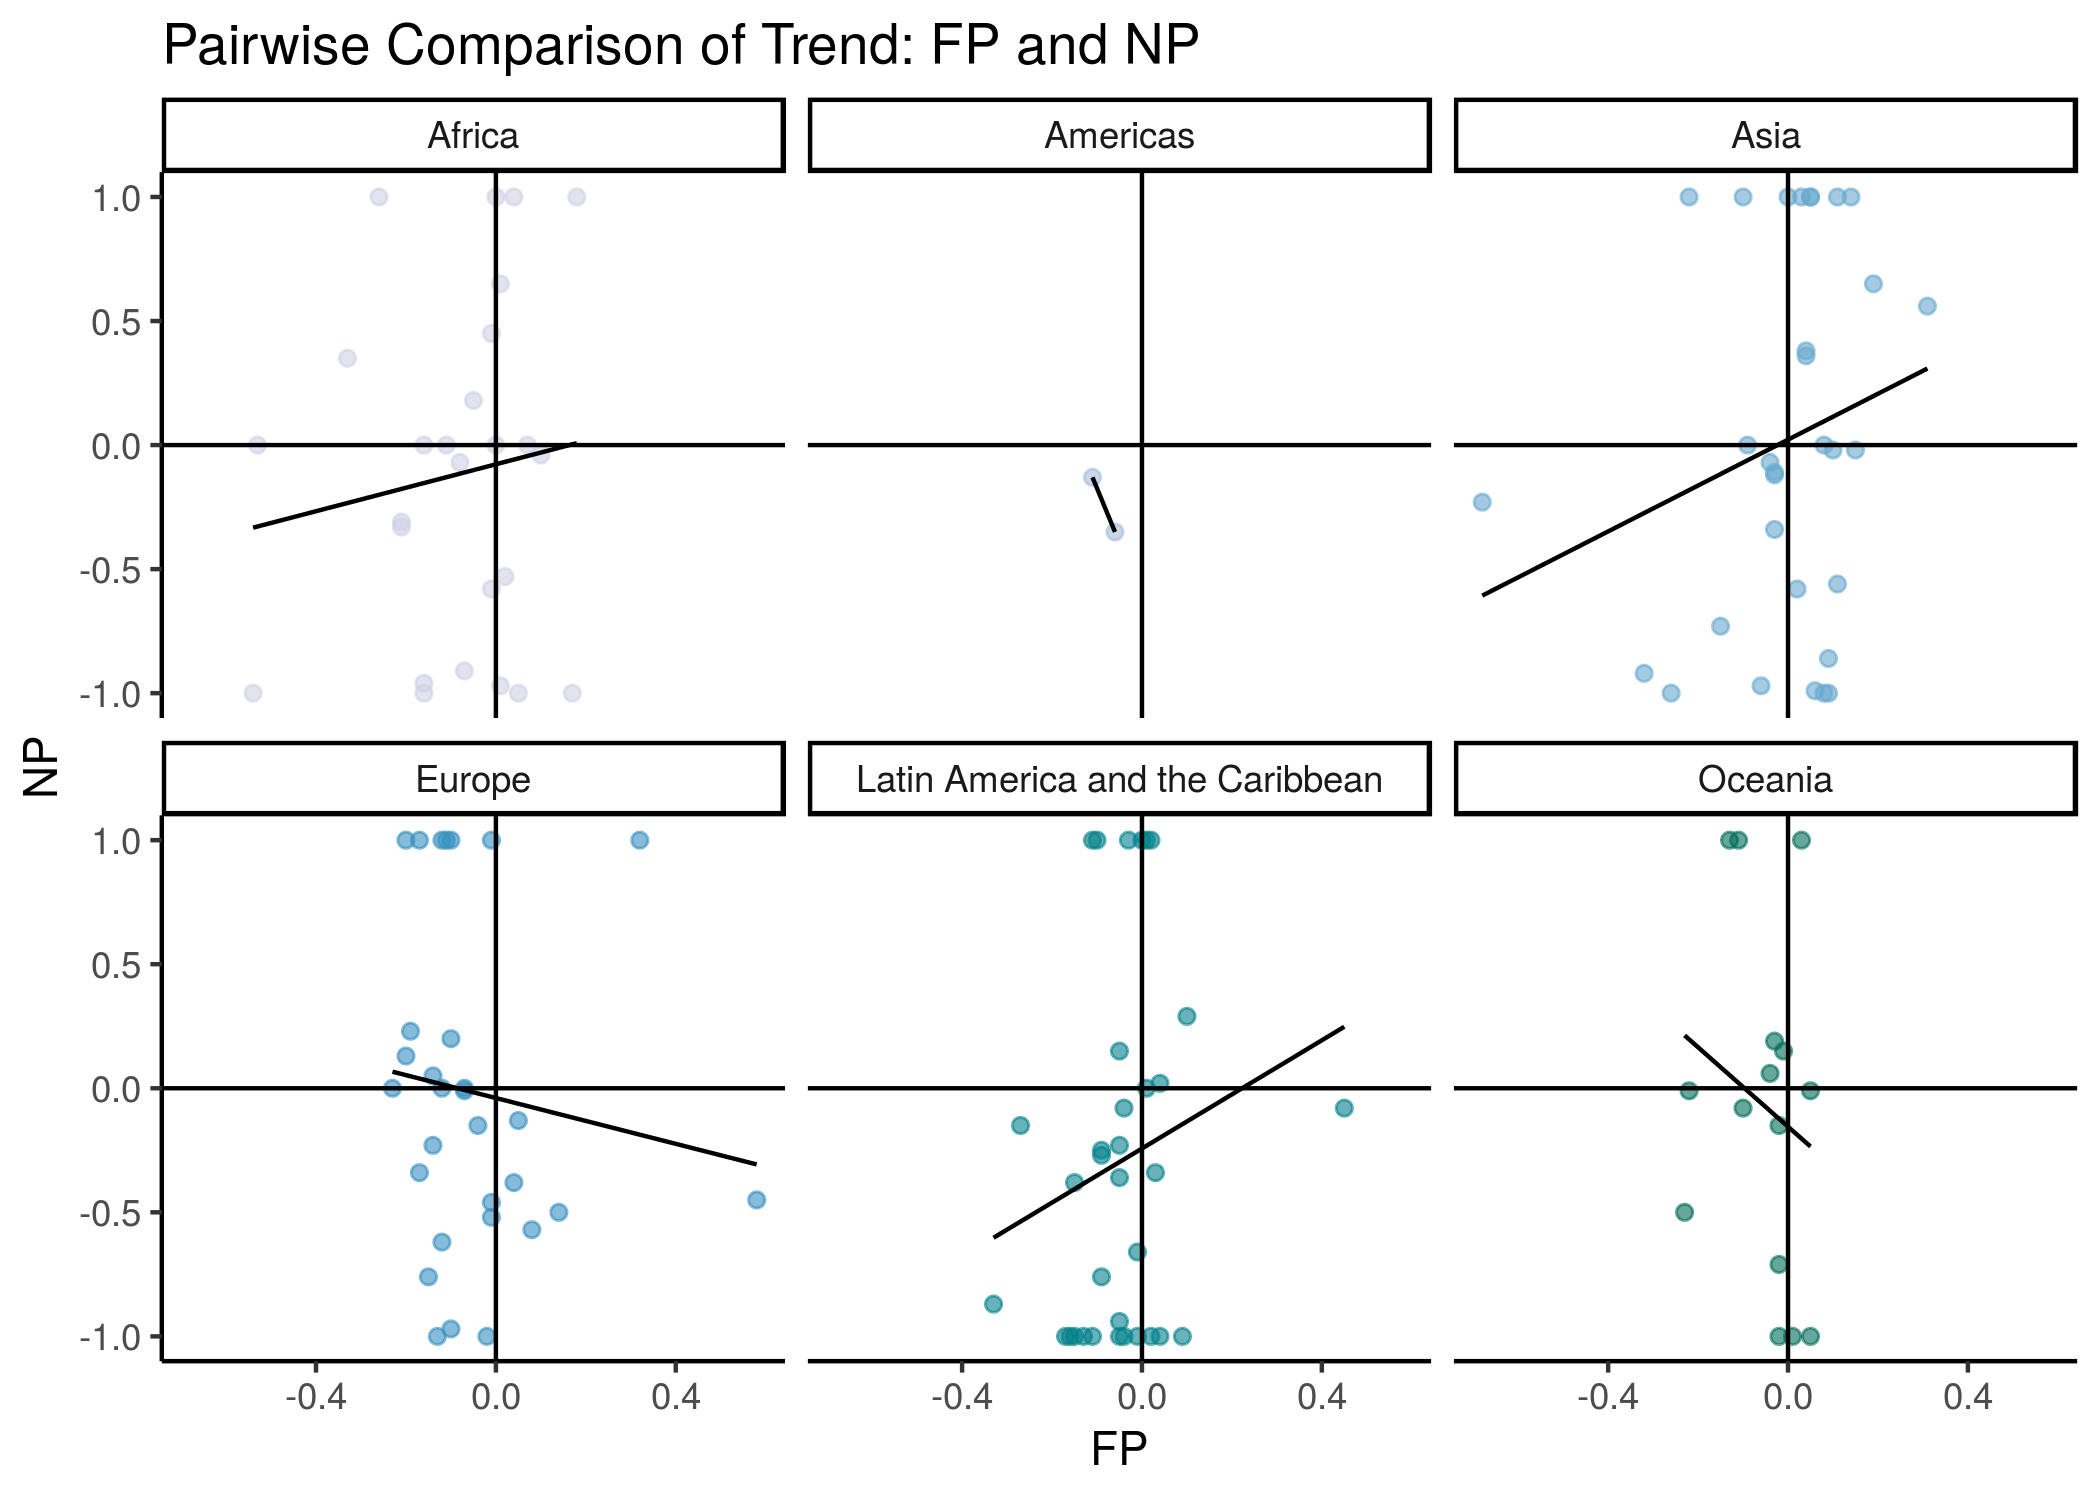 Pairwise Comparison of Trend: FP and NP
Africa
Americas
Asia
1.0
0.5
0.0
-0.5
-1.0
NP
Europe
Latin America and the Caribbean
Oceania
1.0
0.5
0.0
-0.5
-1.0
-0.4 0.0 0.4
-0.4 0.0 0.4
-0.4 0.0 0.4
FP